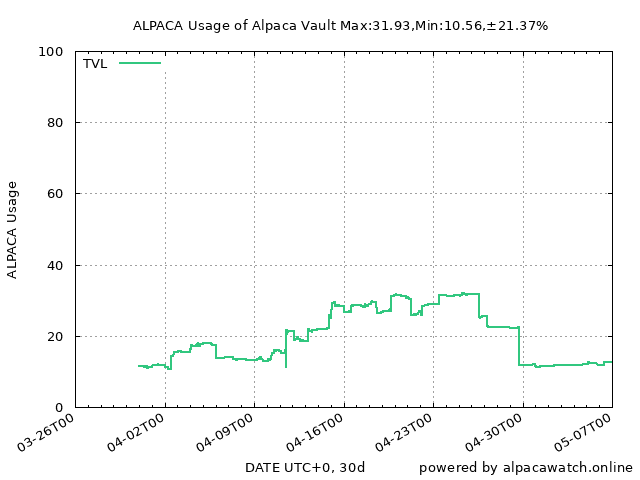 ALPACA Usage of Alpaca Vault Max:31.93,Min:10.56,±21.37%
100
TVL
80
60
ALPACA Usage
40
20
0
03-26T00 04-02T00 04-09T00 04-16T00 04-23T00 04-30T00 05-07T00
DATE UTC+0, 30d powered by alpacawatch.online